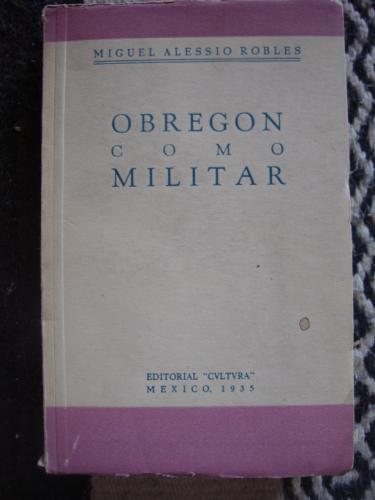 MIGUEL ALESSIO ROBLES
OBREGON
COMO
MILITAR
EDITORIAL "CVLTVRA"
MEXICO, 1935